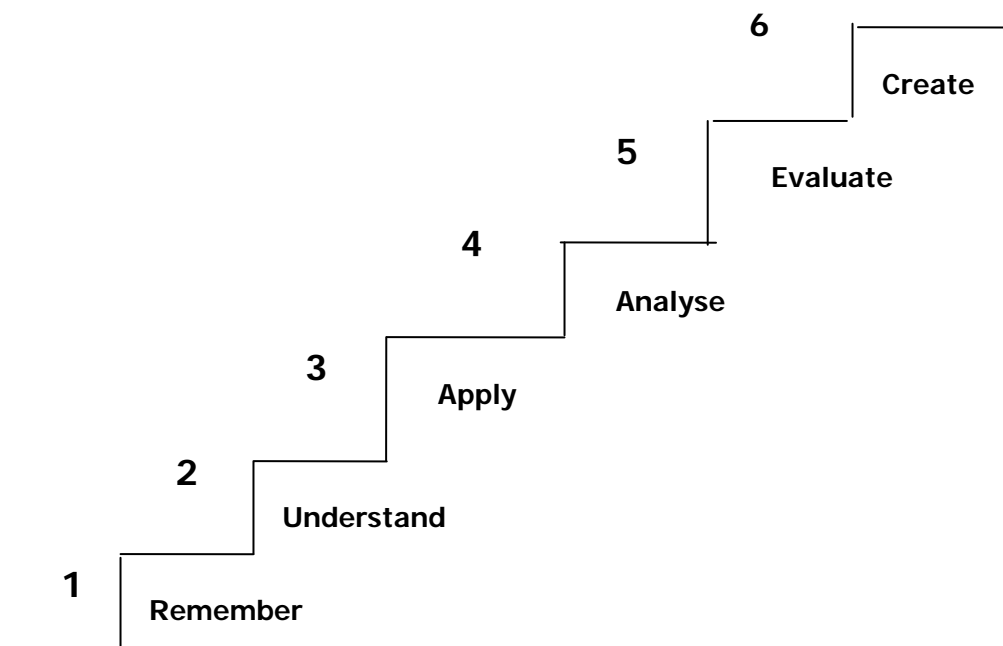 6
Create
5
Evaluate
4
Analyse
3
Apply
2
Understand
1
Remember